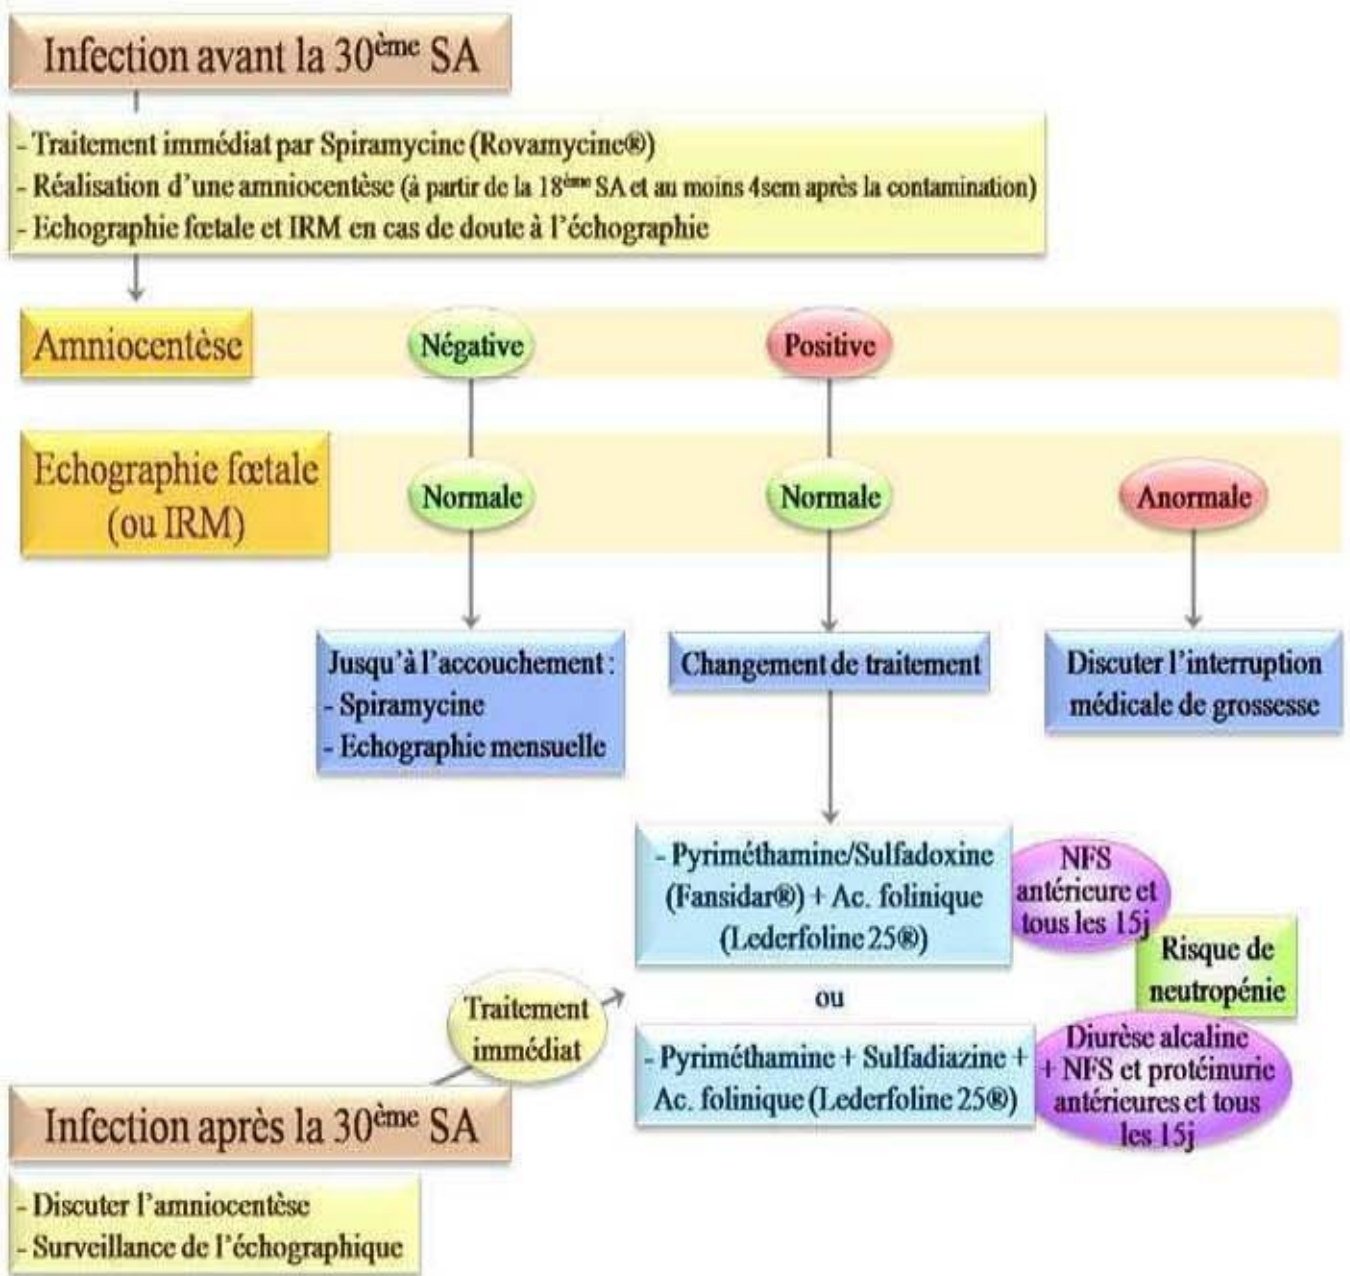 Infection avant la 30ème SA
- Traitement immédiat par Spiramycine (Rovamycine®)
- Réalisation d'une amniocentèse (à partir de la 18ème SA et au moins 4sem après la contamination)
- Echographie fœtale et IRM en cas de doute à l'échographie
Amniocentèse
Négative
Positive
Echographie fœtale
(ou IRM)
Normale
Normale
Anormale
Jusqu'à l'accouchement :
- Spiramycine
- Echographie mensuelle
Changement de traitement
Discuter l'interruption
médicale de grossesse
- Pyriméthamine/Sulfadoxine
(Fansidar®) + Ac. folinique
(Lederfoline 25®)
NFS
antérieure et
tous les 15j
Risque de
neutropénie
ou
Traitement
immédiat
- Pyriméthamine + Sulfadiazine +
Ac. folinique (Lederfoline 25®)
Diurèse alcaline
+ NFS et protéinurie
antérieures et tous
les 15j
Infection après la 30ème SA
- Discuter l'amniocentèse
- Surveillance de l'échographique